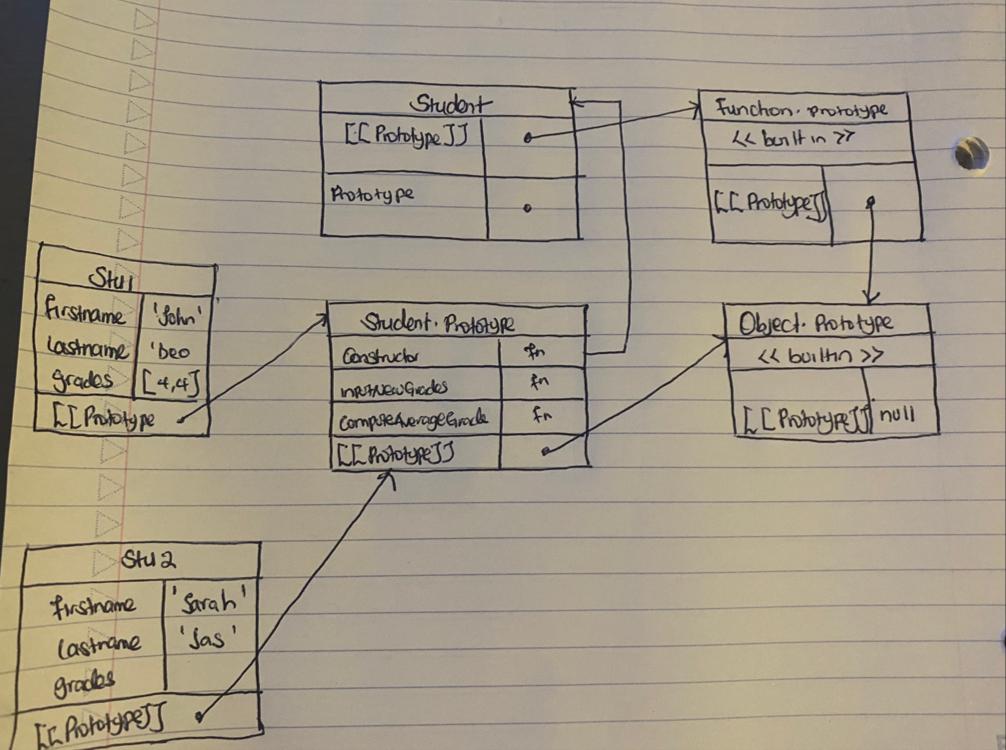 Student
[[Prototype]]
Prototype
Function.prototype
<< built in >>
[[Prototype]]
Stu1
firstname 'John'
lastname 'Deo
grades [4,4]
[[Prototype
Student.Prototype
Constructor fn
inputNewGrades fn
computeAverageGrade fn
[[Prototype]]
Object.Prototype
<< builtin >>
[[Prototype]] null
Stu2
firstname 'Sarah'
lastname 'Jas'
grades
[[Prototype]]